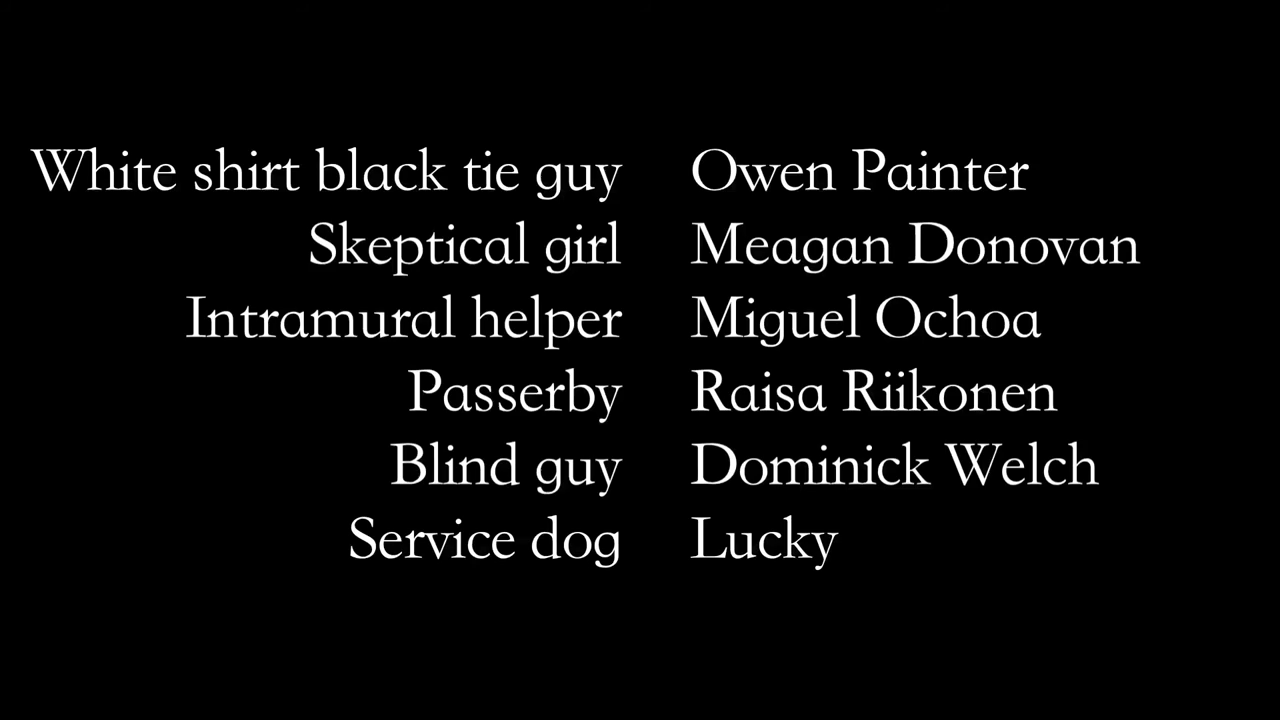 White shirt black tie guy Owen Painter
Skeptical girl Meagan Donovan
Intramural helper Miguel Ochoa
Passerby Raisa Riikonen
Blind guy Dominick Welch
Service dog Lucky